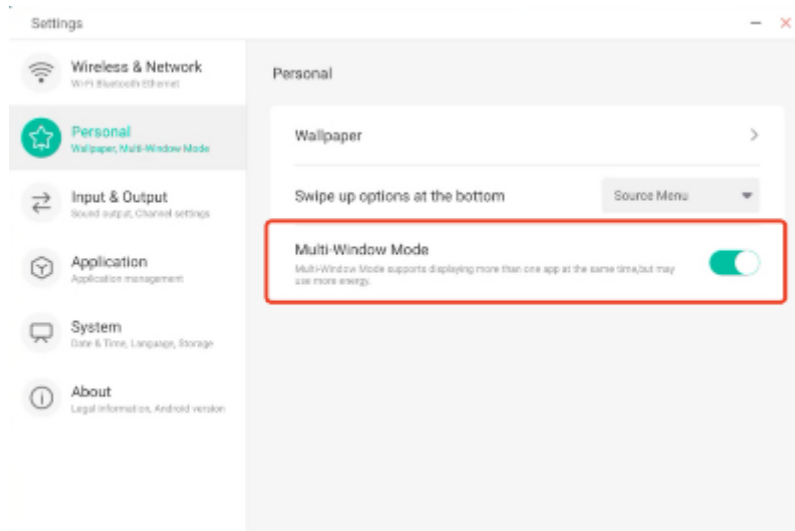 Settings
Wireless & Network
Wi-Fi Bluetooth Ethernet
Personal
Wallpaper, Multi-Window Mode
Input & Output
Sound output, Channel settings
Application
Application management
System
Date & Time, Language, Storage
About
Legal information, Android version
Personal
Wallpaper
Swipe up options at the bottom
Source Menu
Multi-Window Mode
Multi-Window Mode supports displaying more than one app at the same time,but may
use more energy.